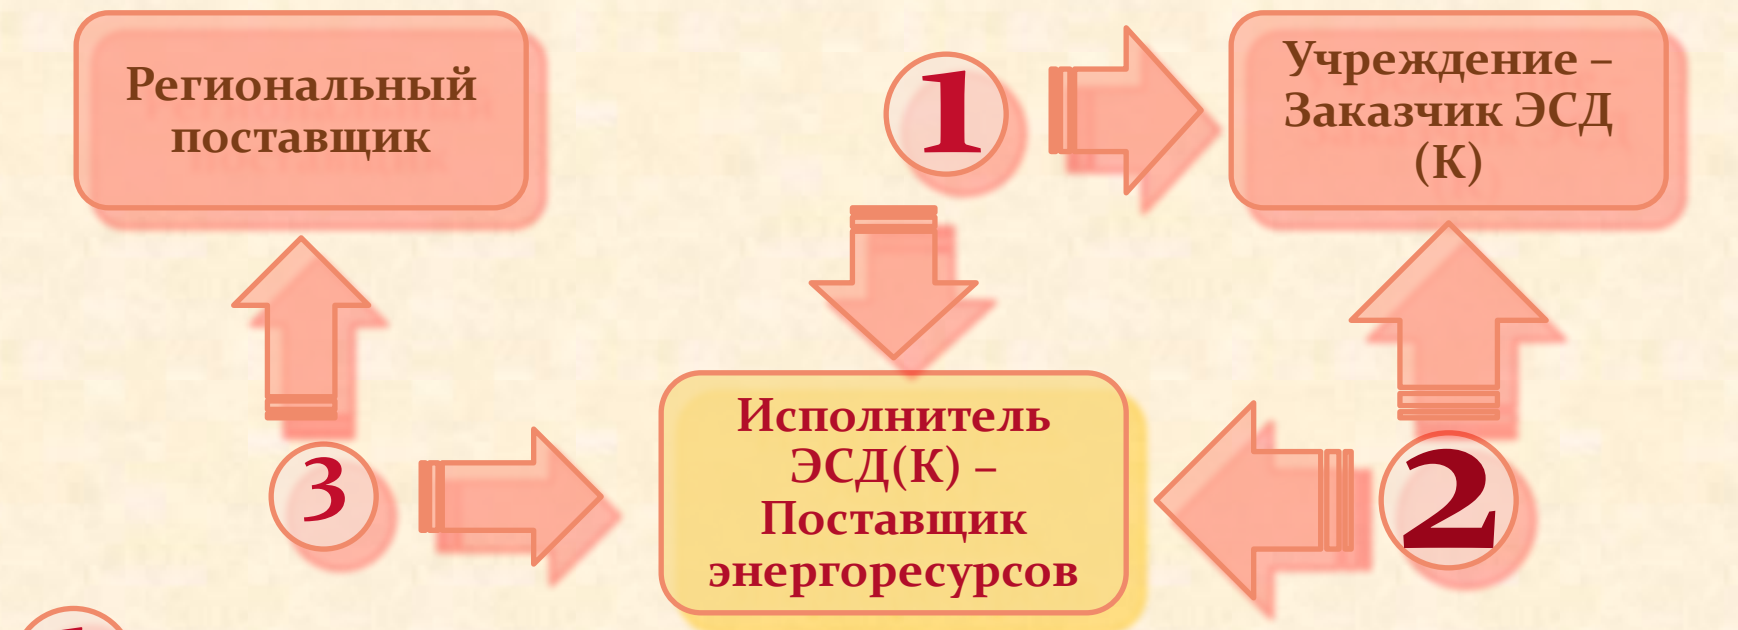 Региональный
поставщик
1
Учреждение –
Заказчик ЭСД
(К)
3
Исполнитель
ЭСД(К) –
Поставщик
энергоресурсов
2